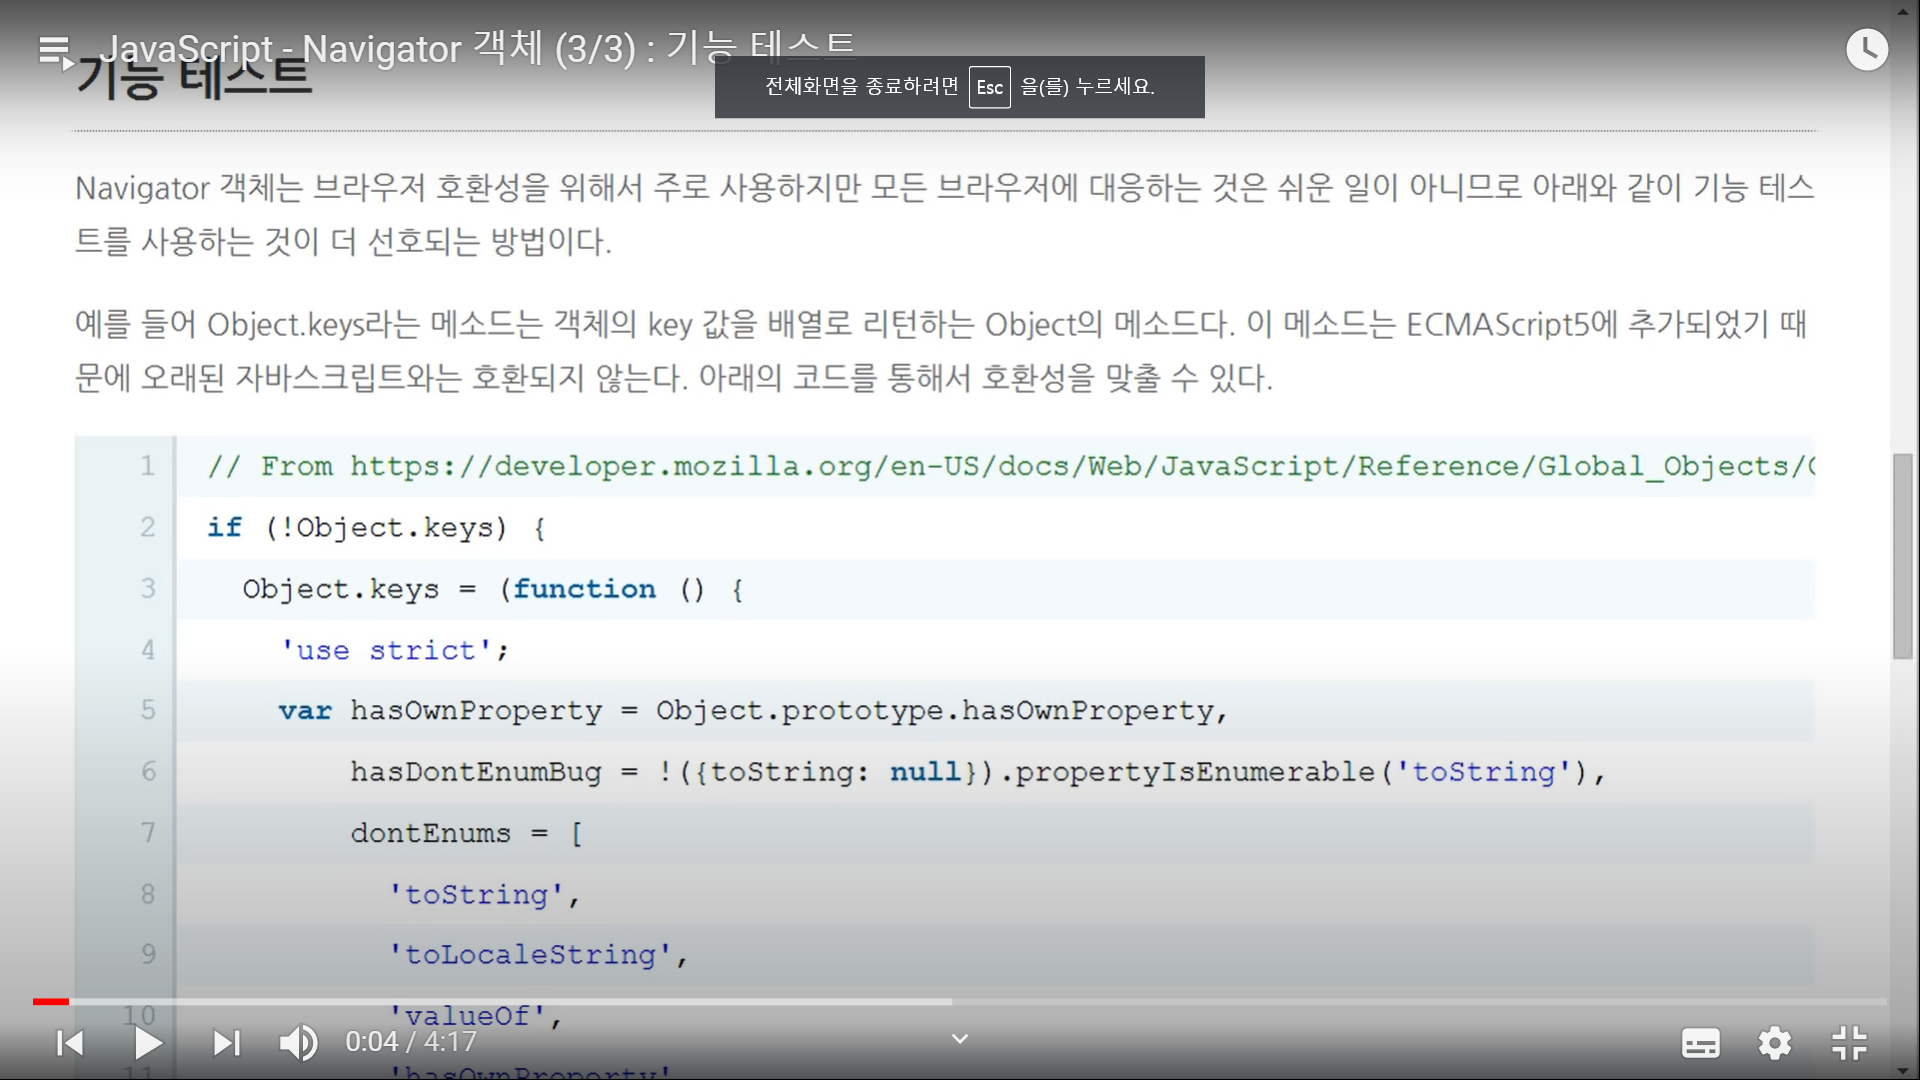 JavaScript - Navigator 객체 (3/3) : 기능 테스트
기능 테스트
전체화면을 종료하려면 Esc 을(를) 누르세요.
Navigator 객체는 브라우저 호환성을 위해서 주로 사용하지만 모든 브라우저에 대응하는 것은 쉬운 일이 아니므로 아래와 같이 기능 테스
트를 사용하는 것이 더 선호되는 방법이다.
예를 들어 Object.keys라는 메소드는 객체의 key 값을 배열로 리턴하는 Object의 메소드다. 이 메소드는 ECMAScript5에 추가되었기 때
문에 오래된 자바스크립트와는 호환되지 않는다. 아래의 코드를 통해서 호환성을 맞출 수 있다.
1 // From https://developer.mozilla.org/en-US/docs/Web/JavaScript/Reference/Global_Objects/
2 if (!Object.keys) {
3 Object.keys = (function () {
4 'use strict';
5 var hasOwnProperty = Object.prototype.hasOwnProperty,
6 hasDontEnumBug = !({toString: null}).propertyIsEnumerable('toString'),
7 dontEnums = [
8 'toString',
9 'toLocaleString',
10 'valueOf',
0:04 / 4:17
11 'hasOwnProperty'